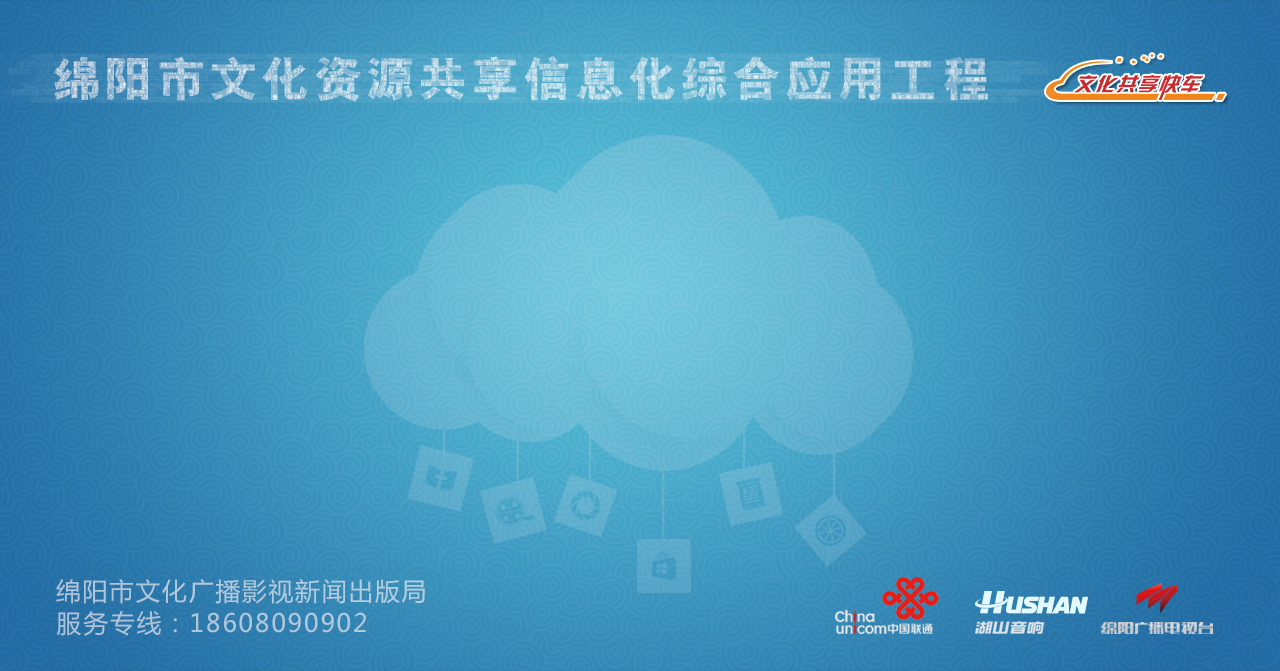 绵阳市文化资源共享信息化综合应用工程
文化共享快车
绵阳市文化广播影视新闻出版局
服务专线：18608090902
China
unicom中国联通
HUSHAN
湖山音响
绵阳广播电视台